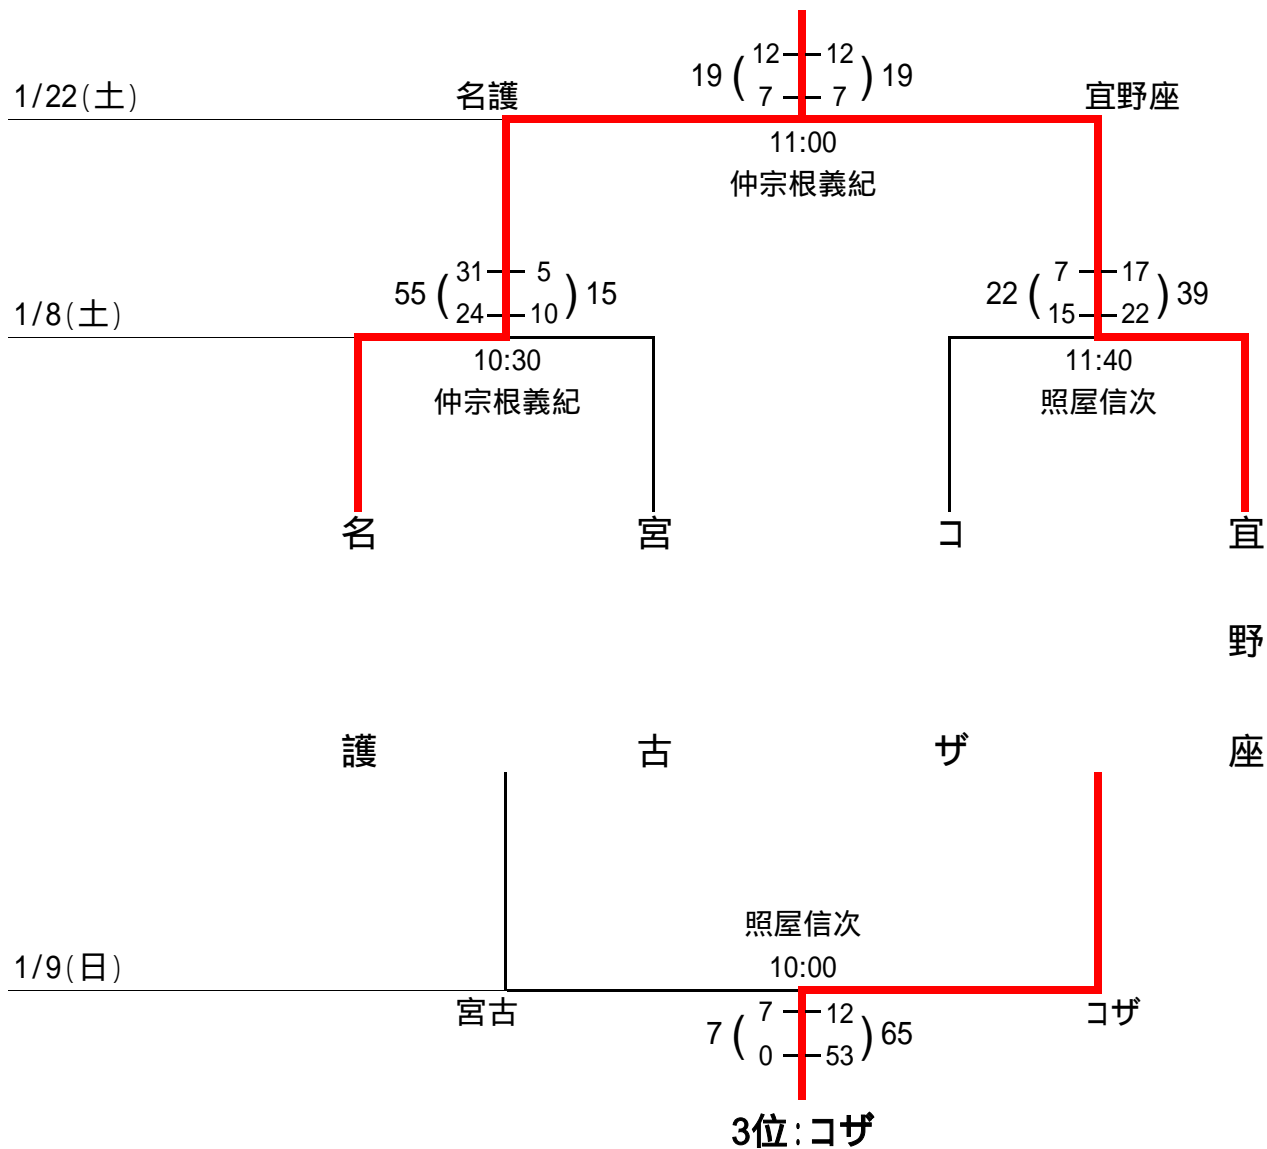 12 12
19 ( ) 19
7 7
1/22(土) 名護 宜野座
11:00
仲宗根義紀
31 5 7 17
55 ( ) 15 22 ( ) 39
24 10 15 22
1/8(土)
10:30 11:40
仲宗根義紀 照屋信次
名護
宮古
コザ
宜野座
照屋信次
1/9(日) 10:00
宮古 コザ
7 12
7 ( ) 65
0 53
3位:コザ